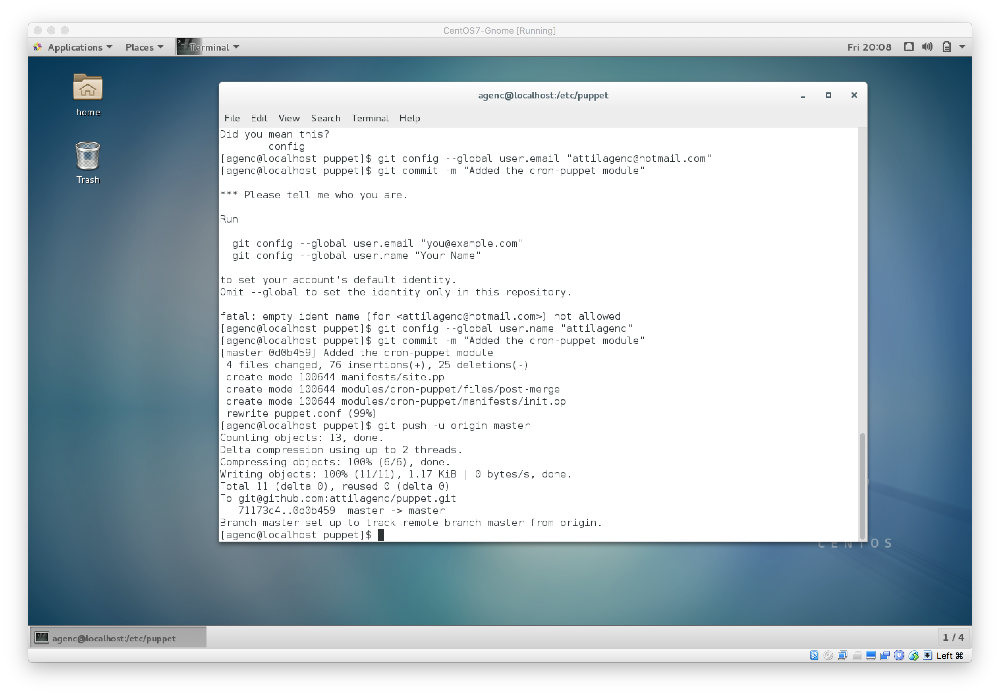 CentOS7-Gnome [Running]
Applications Places Terminal Fri 20:08
home
Trash
agenc@localhost:/etc/puppet
File Edit View Search Terminal Help
Did you mean this?
        config
[agenc@localhost puppet]$ git config --global user.email "attilagenc@hotmail.com"
[agenc@localhost puppet]$ git commit -m "Added the cron-puppet module"
*** Please tell me who you are.
Run
  git config --global user.email "you@example.com"
  git config --global user.name "Your Name"
to set your account's default identity.
Omit --global to set the identity only in this repository.
fatal: empty ident name (for <attilagenc@hotmail.com>) not allowed
[agenc@localhost puppet]$ git config --global user.name "attilagenc"
[agenc@localhost puppet]$ git commit -m "Added the cron-puppet module"
[master 0d0b459] Added the cron-puppet module
 4 files changed, 76 insertions(+), 25 deletions(-)
 create mode 100644 manifests/site.pp
 create mode 100644 modules/cron-puppet/files/post-merge
 create mode 100644 modules/cron-puppet/manifests/init.pp
 rewrite puppet.conf (99%)
[agenc@localhost puppet]$ git push -u origin master
Counting objects: 13, done.
Delta compression using up to 2 threads.
Compressing objects: 100% (6/6), done.
Writing objects: 100% (11/11), 1.17 KiB | 0 bytes/s, done.
Total 11 (delta 0), reused 0 (delta 0)
To git@github.com:attilagenc/puppet.git
   71173c4..0d0b459  master -> master
Branch master set up to track remote branch master from origin.
[agenc@localhost puppet]$
CENTOS
agenc@localhost:/etc/puppet
1 / 4
Left ⌘